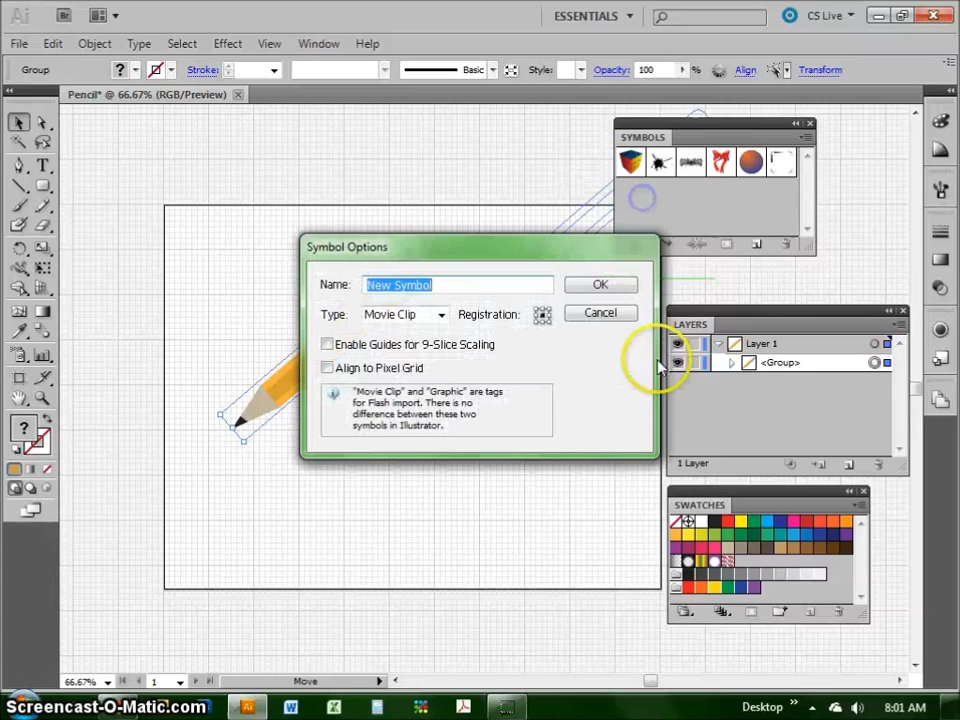 Ai Br ESSENTIALS CS Live
File Edit Object Type Select Effect View Window Help
Group ? Stroke: Basic Style: Opacity: 100 % Align Transform
Pencil* @ 66.67% (RGB/Preview)
SYMBOLS
Symbol Options
Name: New Symbol OK
Type: Movie Clip Registration: Cancel
Enable Guides for 9-Slice Scaling
Align to Pixel Grid
"Movie Clip" and "Graphic" are tags
for Flash import. There is no
difference between these two
symbols in Illustrator.
LAYERS
Layer 1
<Group>
1 Layer
SWATCHES
?
66.67% 1 Move
Screencast-O-Matic.com Desktop 8:01 AM